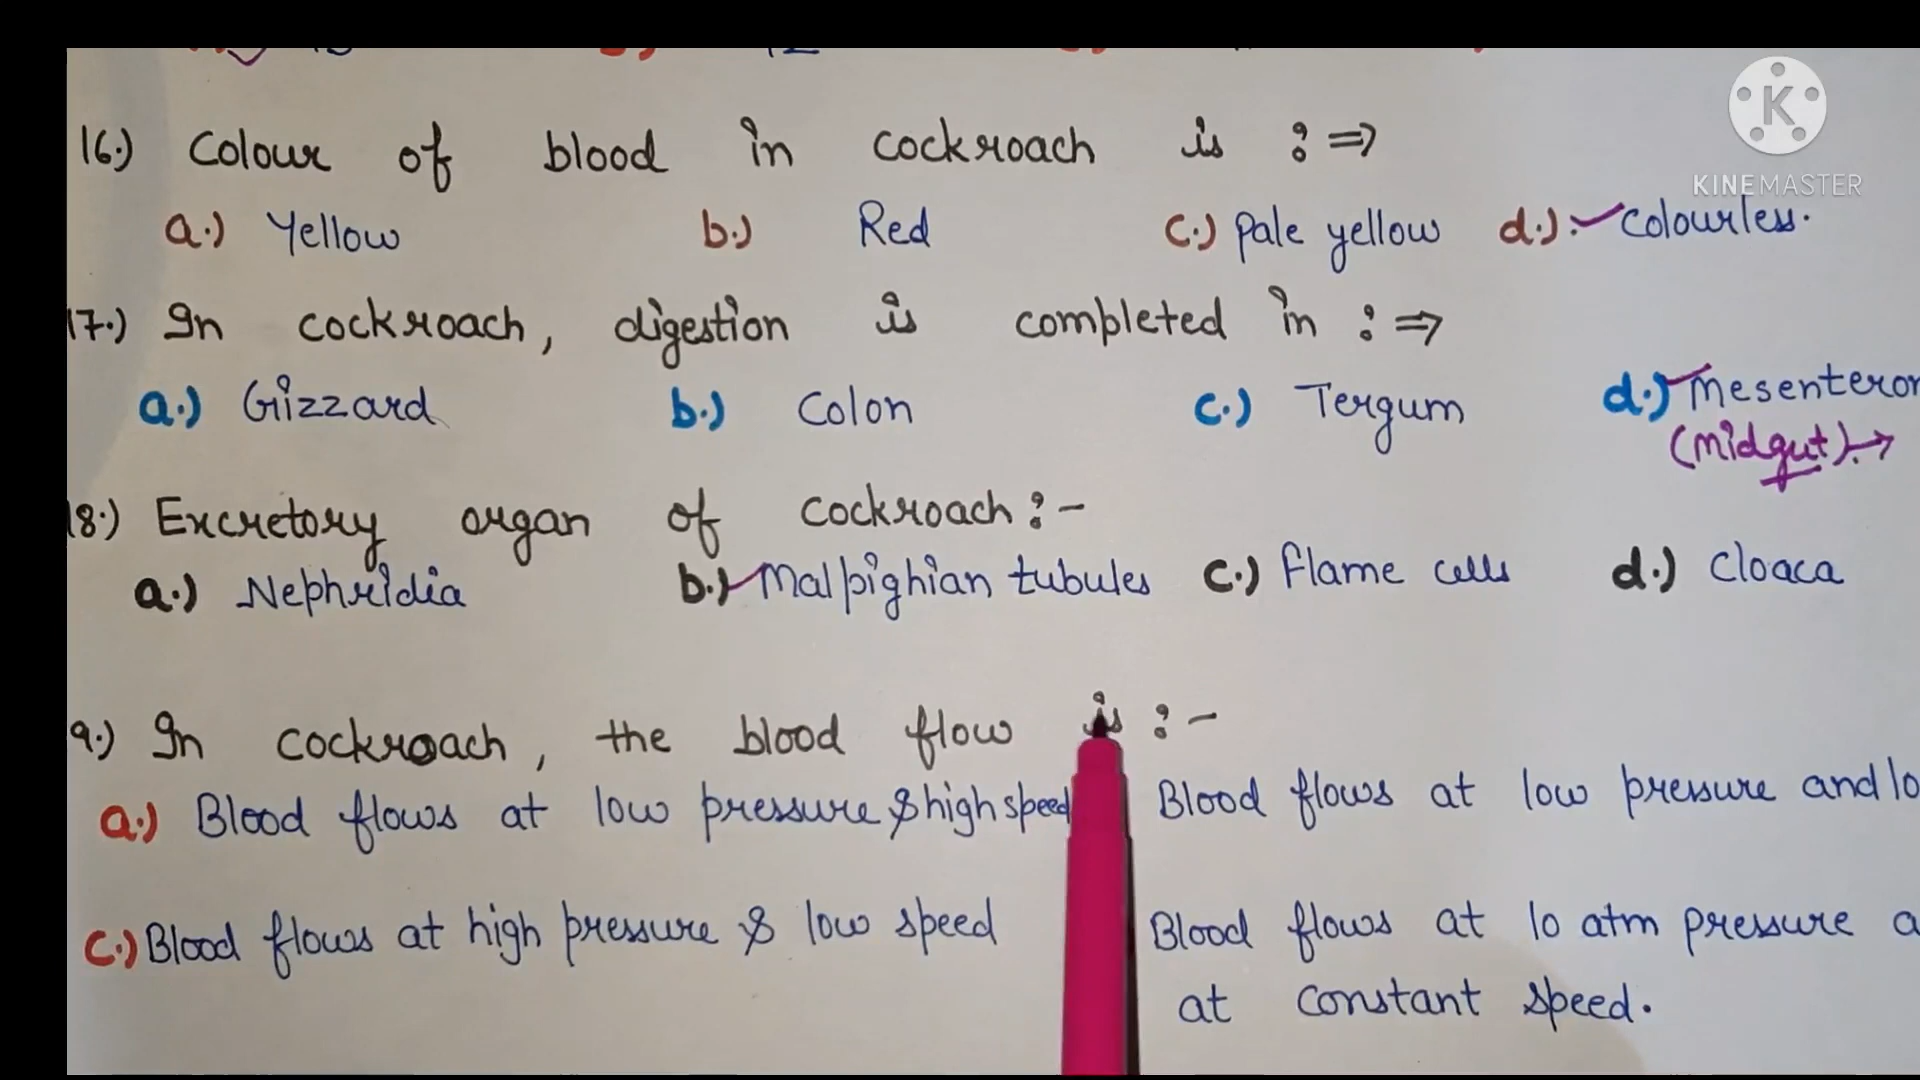 KINEMASTER
16.) Colour of blood in cockroach is :⇒
a.) Yellow b.) Red c.) Pale yellow d.) Colourless.
17.) In cockroach, digestion is completed in :⇒
a.) Gizzard b.) Colon c.) Tergum d.) Mesenteron
(midgut).→
18.) Excretory organ of cockroach :-
a.) Nephridia b.) Malpighian tubules c.) Flame cells d.) Cloaca
9.) In cockroach, the blood flow is :-
a.) Blood flows at low pressure & high speed Blood flows at low pressure and lo
c.) Blood flows at high pressure & low speed Blood flows at 10 atm pressure a
at constant speed.